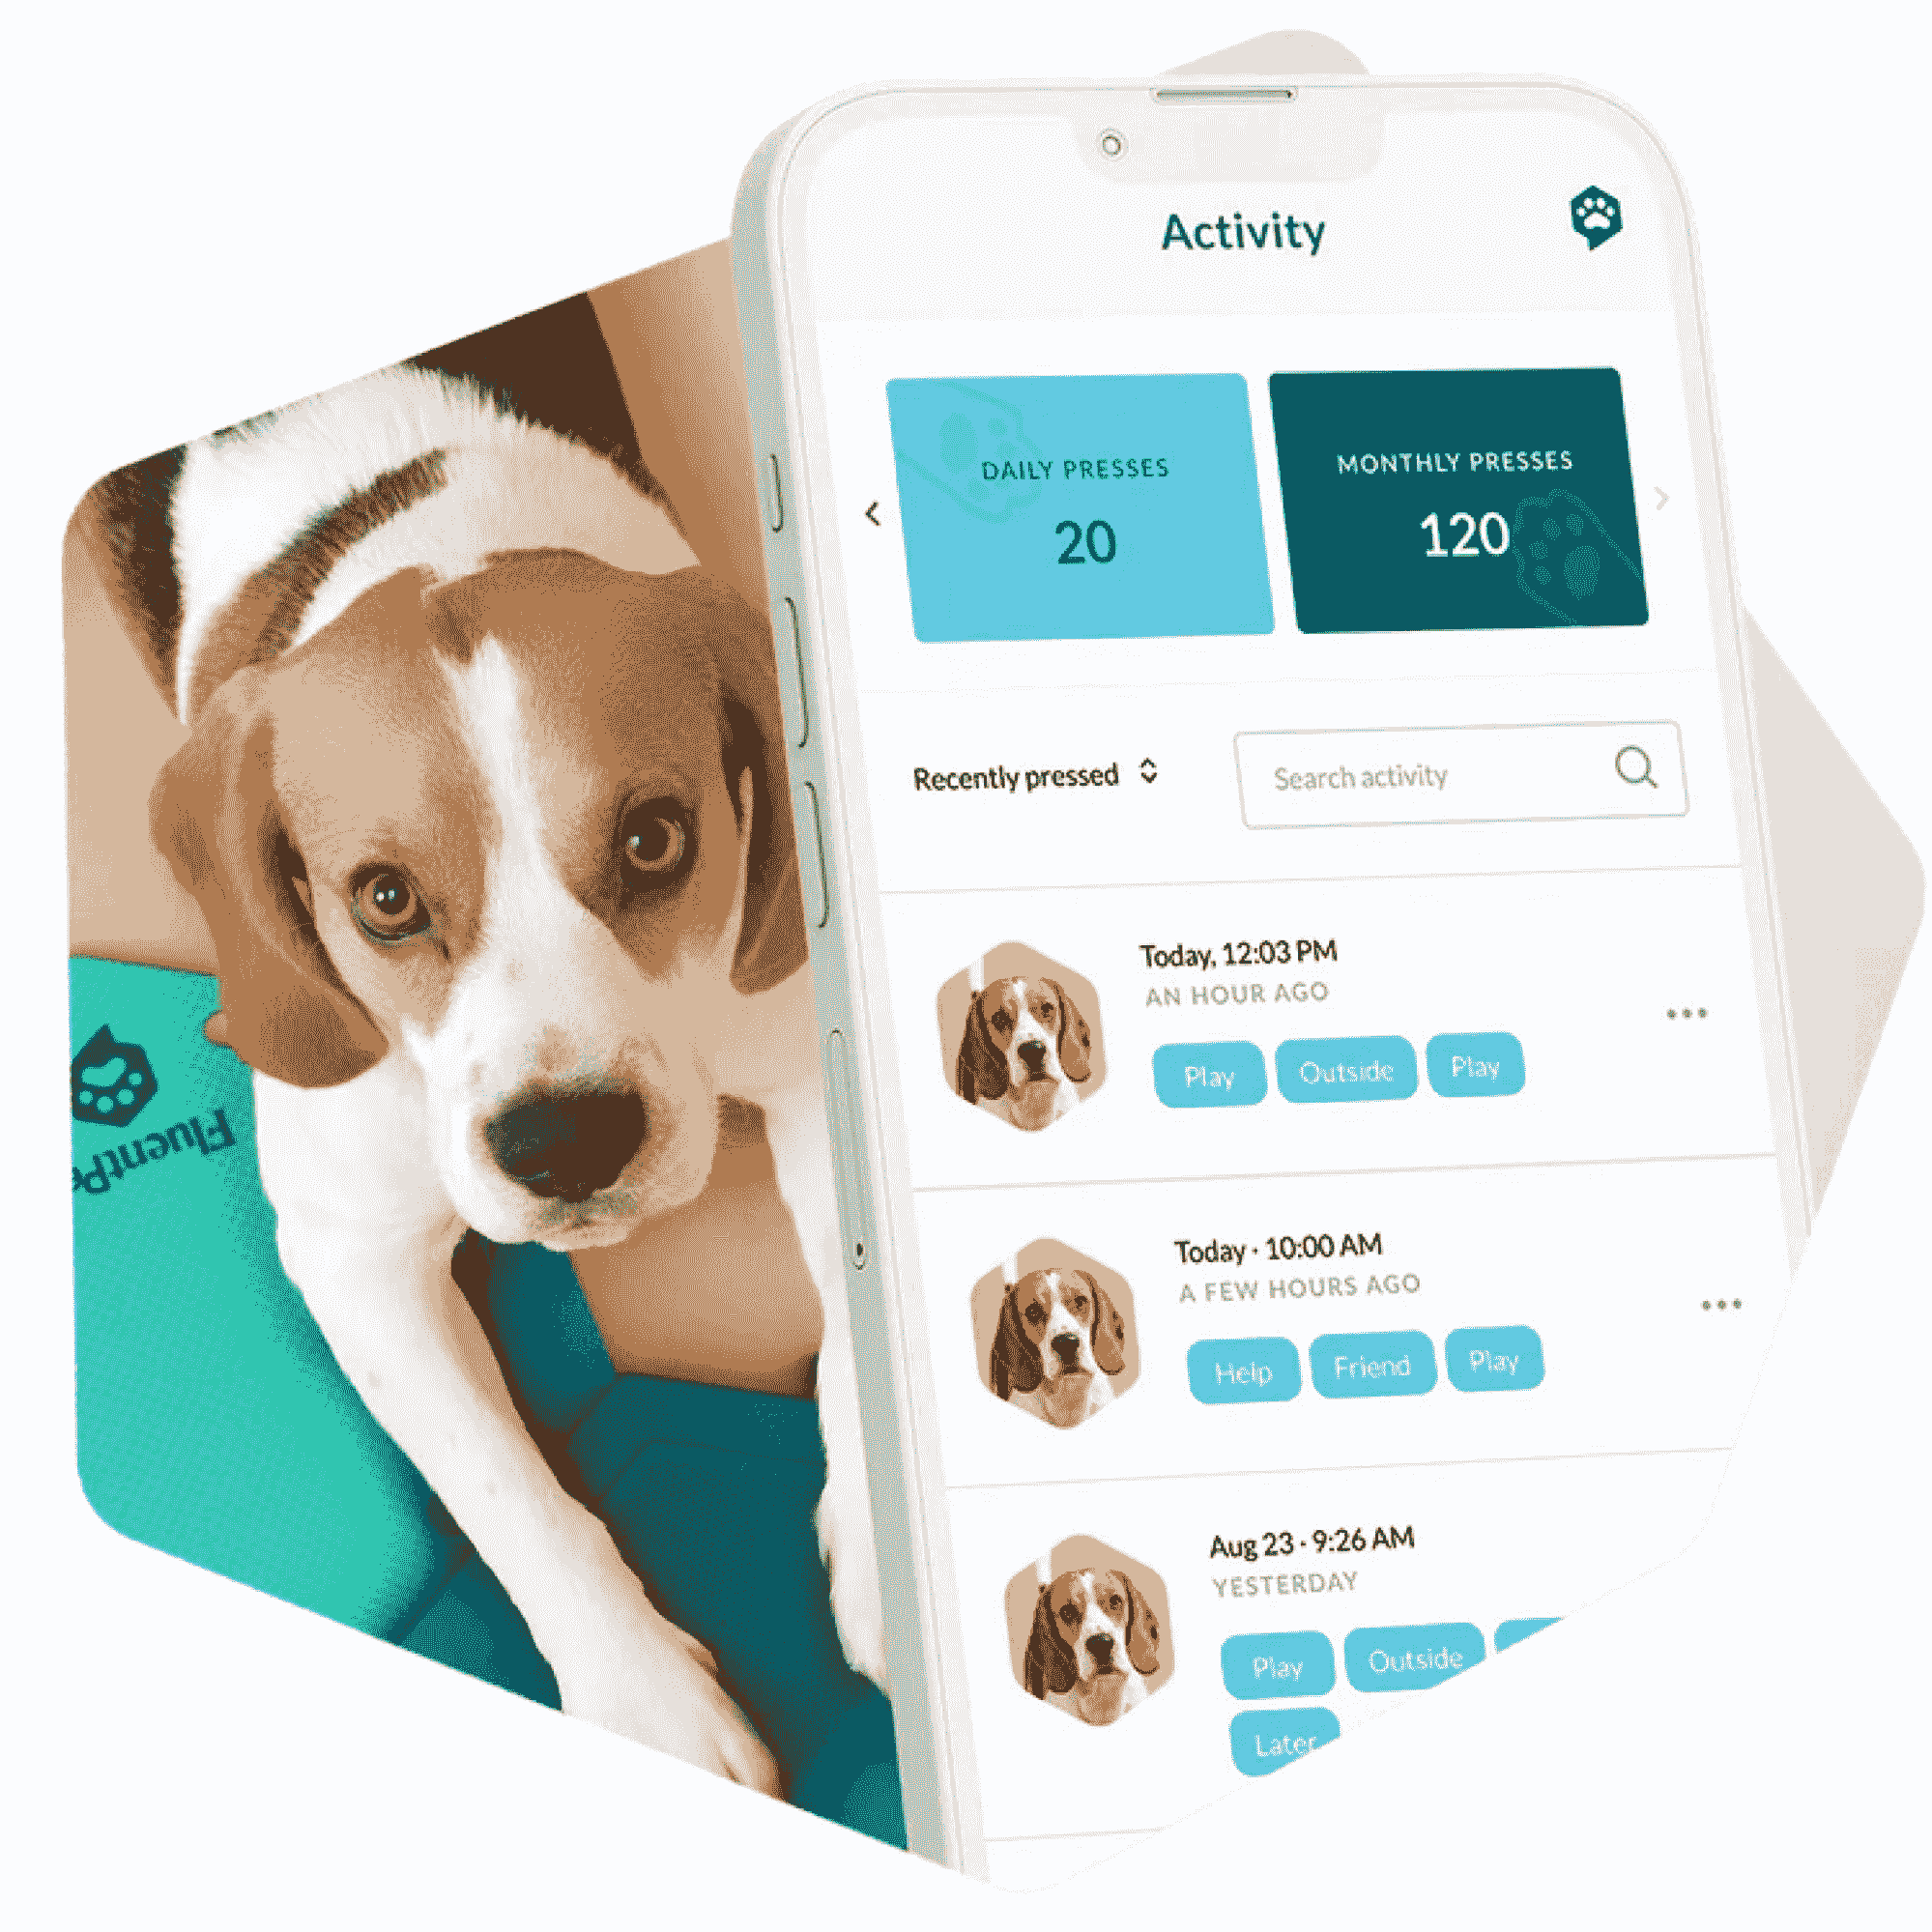 Activity
DAILY PRESSES
20
MONTHLY PRESSES
120
Recently pressed
Search activity
Today, 12:03 PM
AN HOUR AGO
Play Outside Play
Today · 10:00 AM
A FEW HOURS AGO
Help Friend Play
Aug 23 · 9:26 AM
YESTERDAY
Play Outside
Later
FluentP